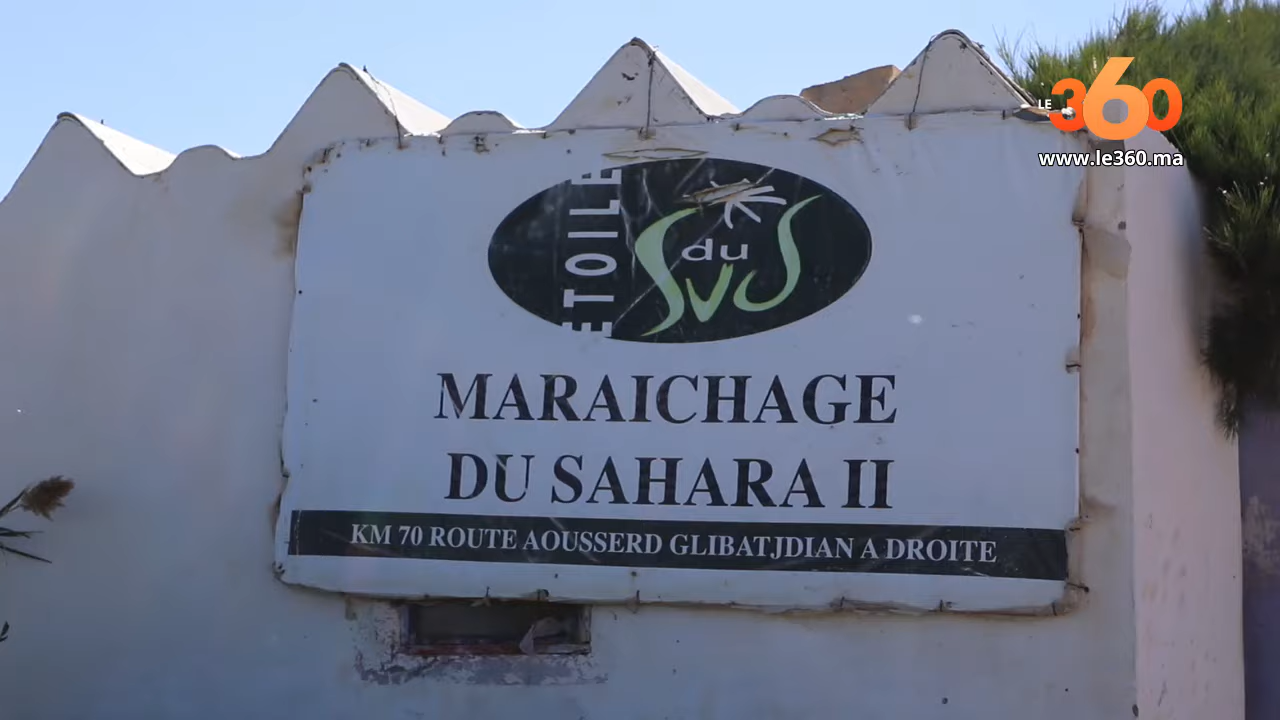 LE 360
www.le360.ma
ETOILE
du
SUS
MARAICHAGE
DU SAHARA II
KM 70 ROUTE AOUSSERD GLIBATJDIAN A DROITE